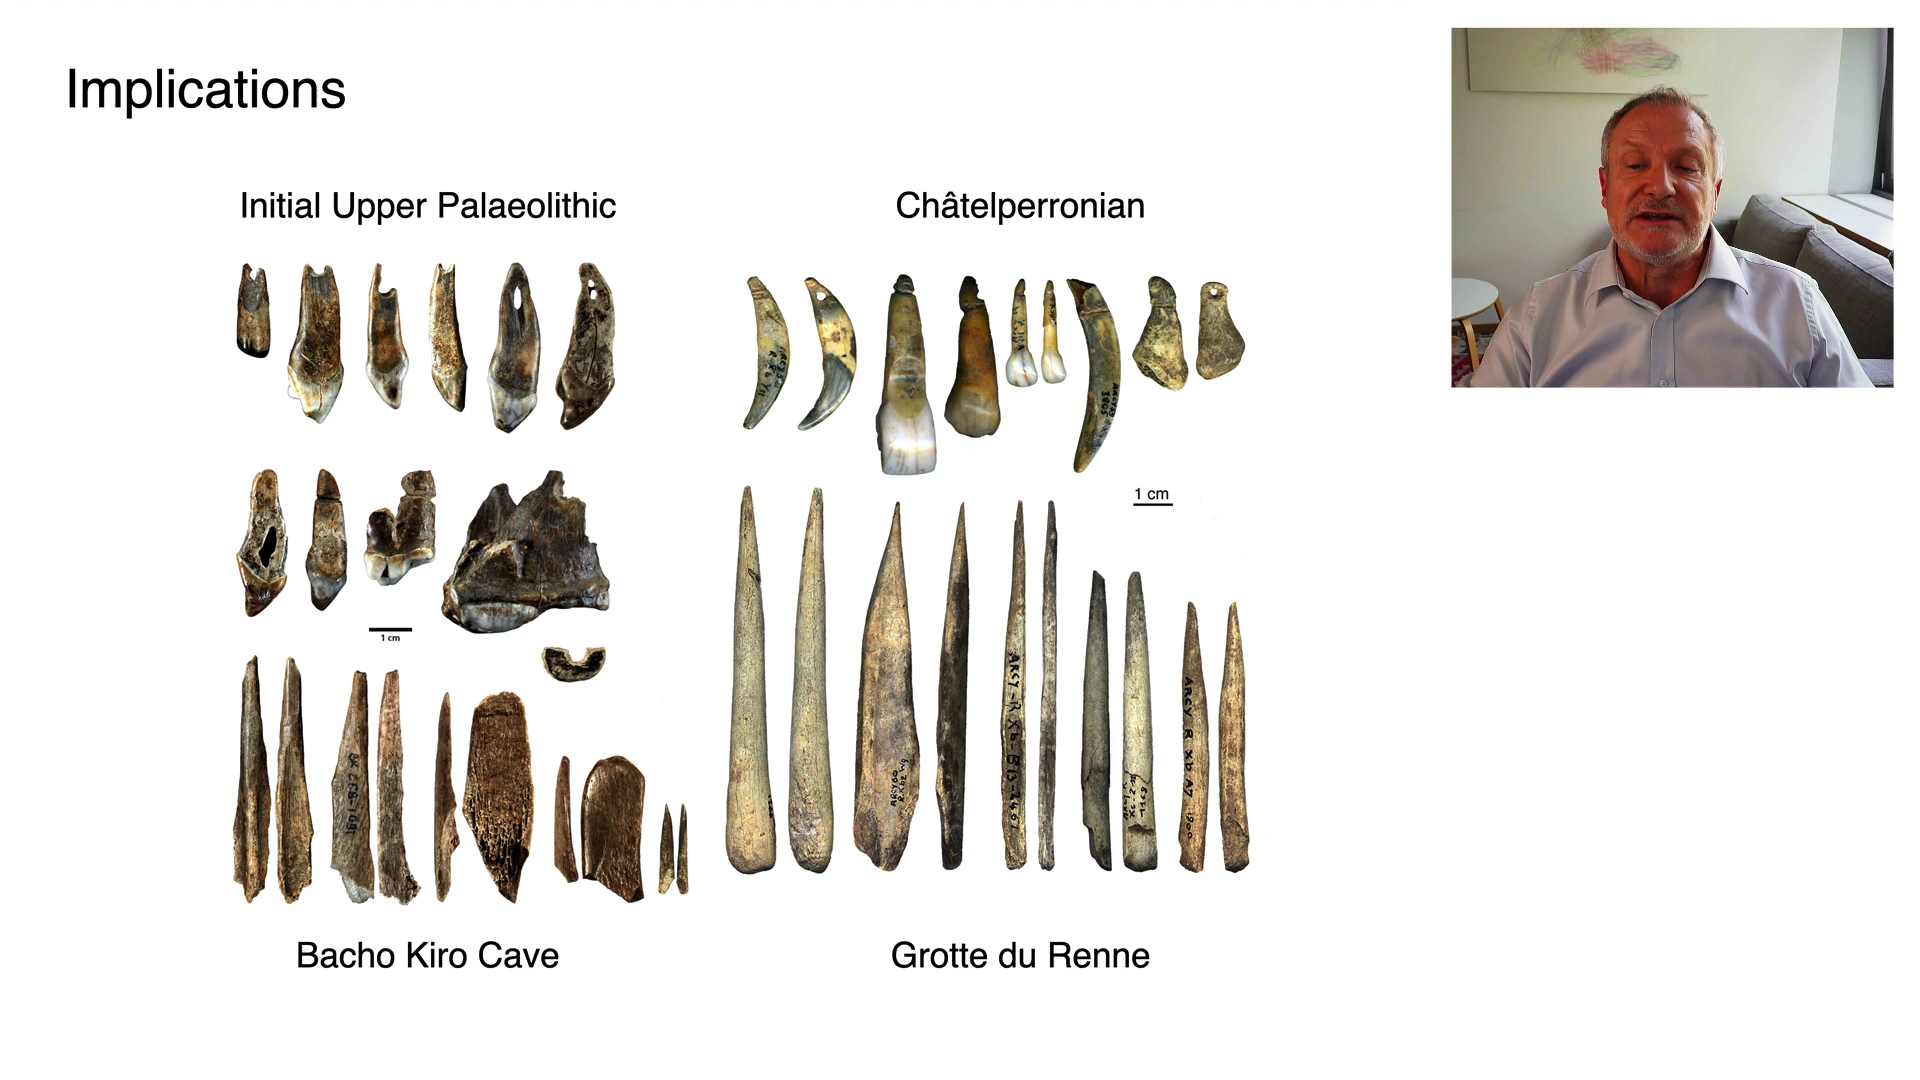 Implications
Initial Upper Palaeolithic
Châtelperronian
1 cm
1 cm
Bacho Kiro Cave
Grotte du Renne